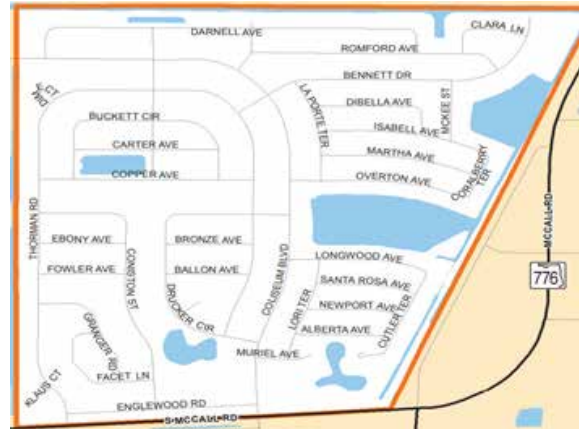 CLARA LN
DARNELL AVE
ROMFORD AVE
BENNETT DR
DIM CT
LA PORTE TER
DIBELLA AVE
MCKEE ST
BUCKETT CIR
ISABELL AVE
CARTER AVE
MARTHA AVE
COPPER AVE
OVERTON AVE
CORALBERRY
TER
THORMAN RD
MCCALL RD
EBONY AVE
BRONZE AVE
CONISTON ST
COLISEUM BLVD
LONGWOOD AVE
FOWLER AVE
BALLON AVE
SANTA ROSA AVE
776
DRUCKER CIR
LORI TER
NEWPORT AVE
CUTLER TER
GRANGER RD
ALBERTA AVE
MURIEL AVE
KLAUS CT
FACET LN
ENGLEWOOD RD
S MCCALL RD